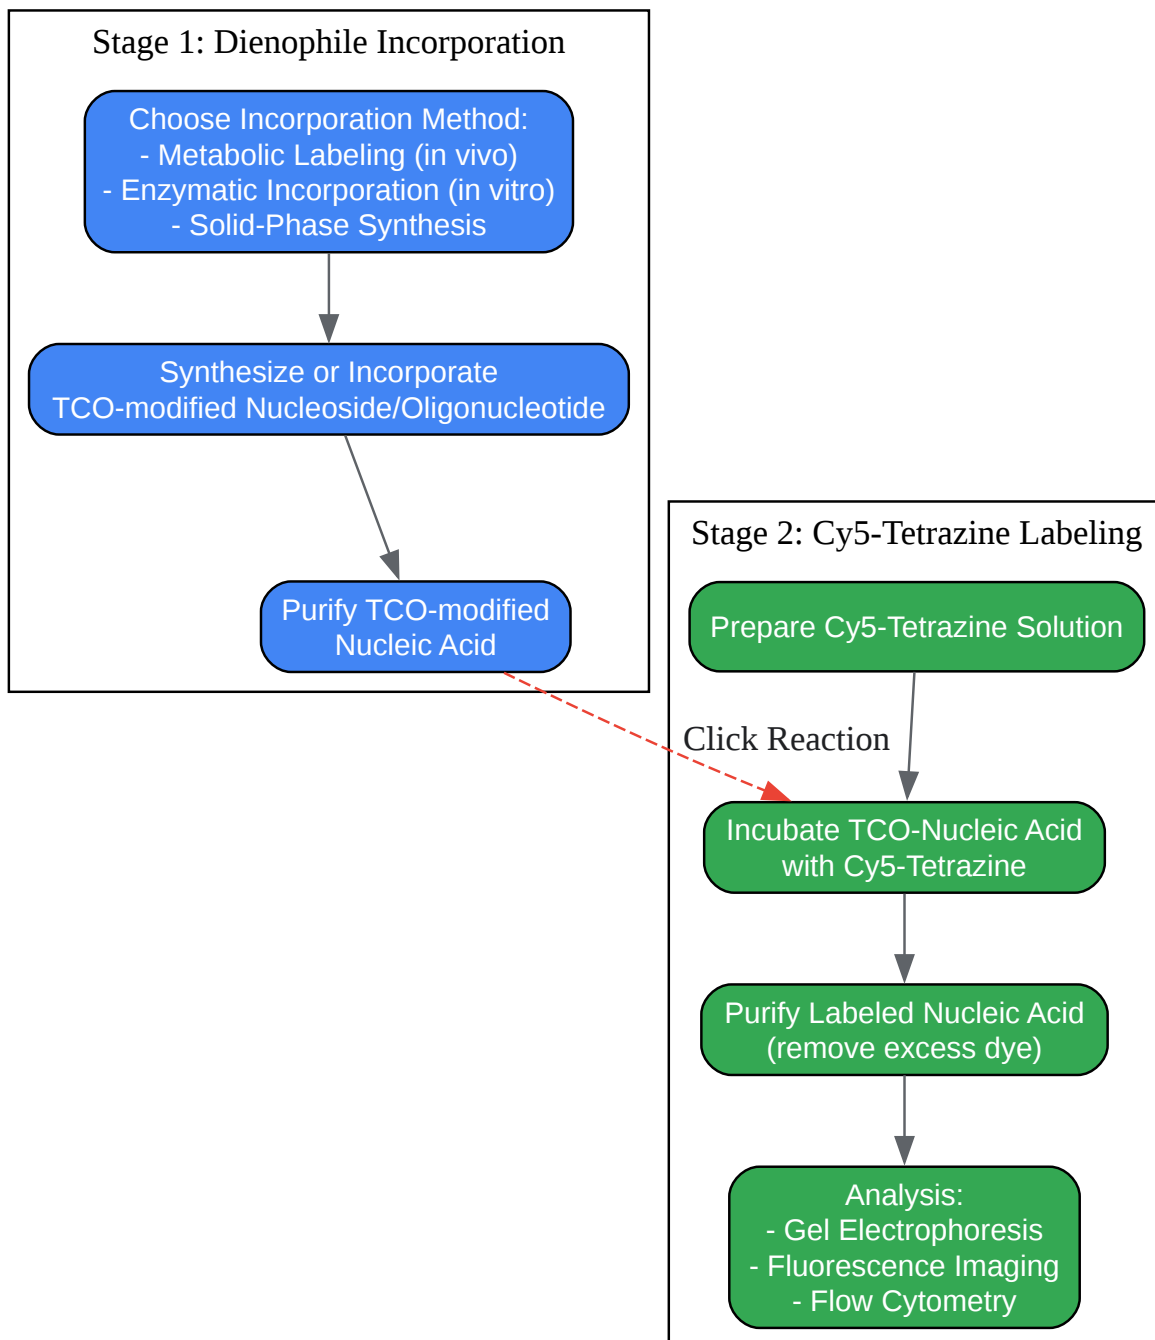 Stage 1: Dienophile Incorporation
Choose Incorporation Method:
- Metabolic Labeling (in vivo)
- Enzymatic Incorporation (in vitro)
- Solid-Phase Synthesis
Synthesize or Incorporate
TCO-modified Nucleoside/Oligonucleotide
Purify TCO-modified
Nucleic Acid
Stage 2: Cy5-Tetrazine Labeling
Prepare Cy5-Tetrazine Solution
Click Reaction
Incubate TCO-Nucleic Acid
with Cy5-Tetrazine
Purify Labeled Nucleic Acid
(remove excess dye)
Analysis:
- Gel Electrophoresis
- Fluorescence Imaging
- Flow Cytometry